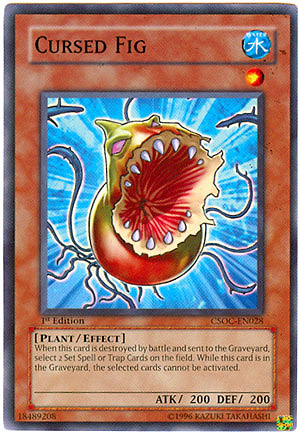 CURSED FIG
WATER
水
1st Edition
CSOC-EN028
[PLANT / EFFECT]
When this card is destroyed by battle and sent to the Graveyard,
select 2 Set Spell or Trap Cards on the field. While this card is in
the Graveyard, the selected cards cannot be activated.
ATK/ 200 DEF/ 200
18489208
©1996 KAZUKI TAKAHASHI